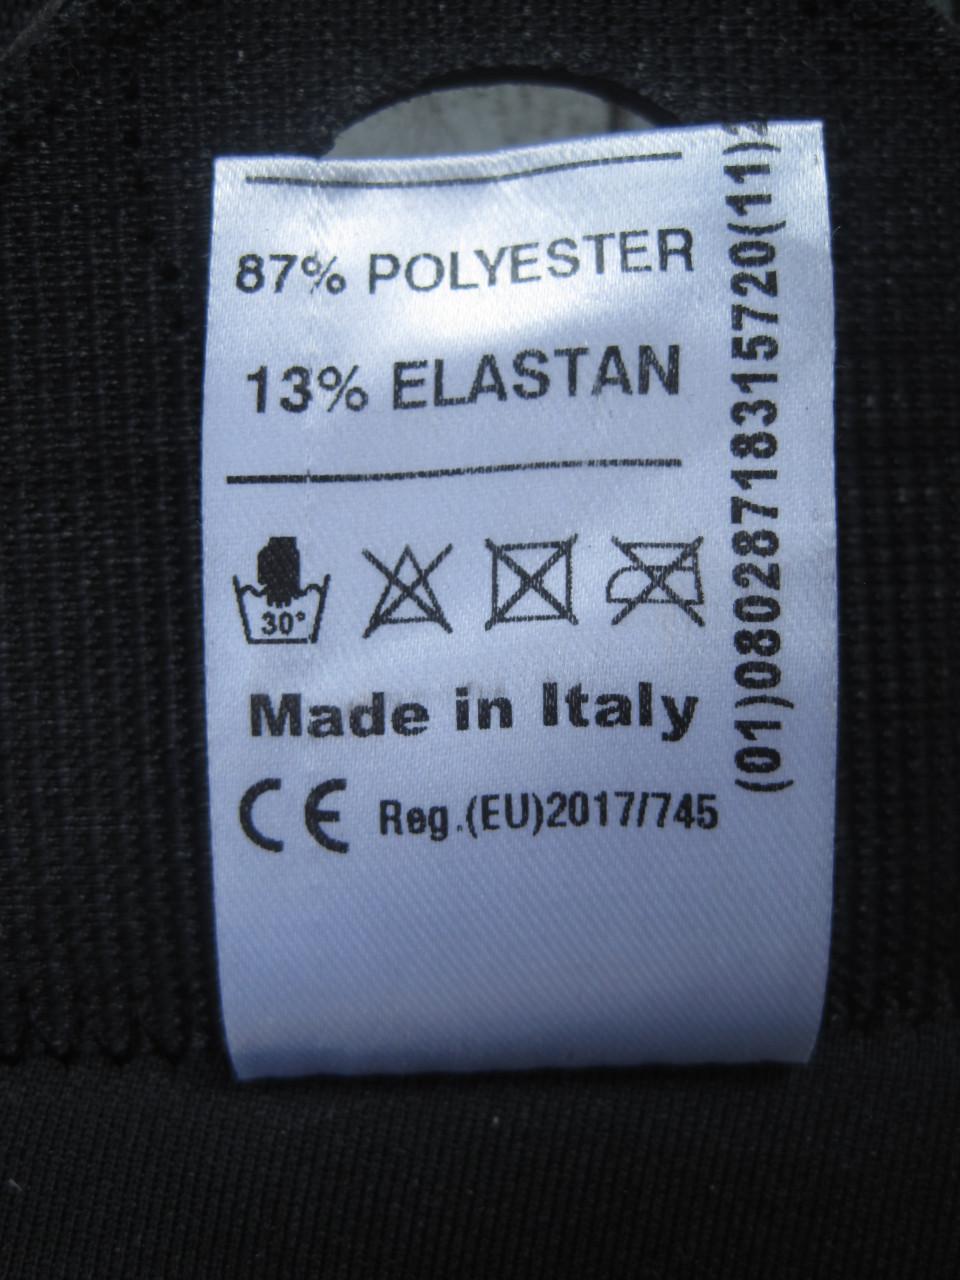 87% POLYESTER
13% ELASTAN
30°
Made in Italy
CE Reg.(EU)2017/745
(01)08028718315720(11)